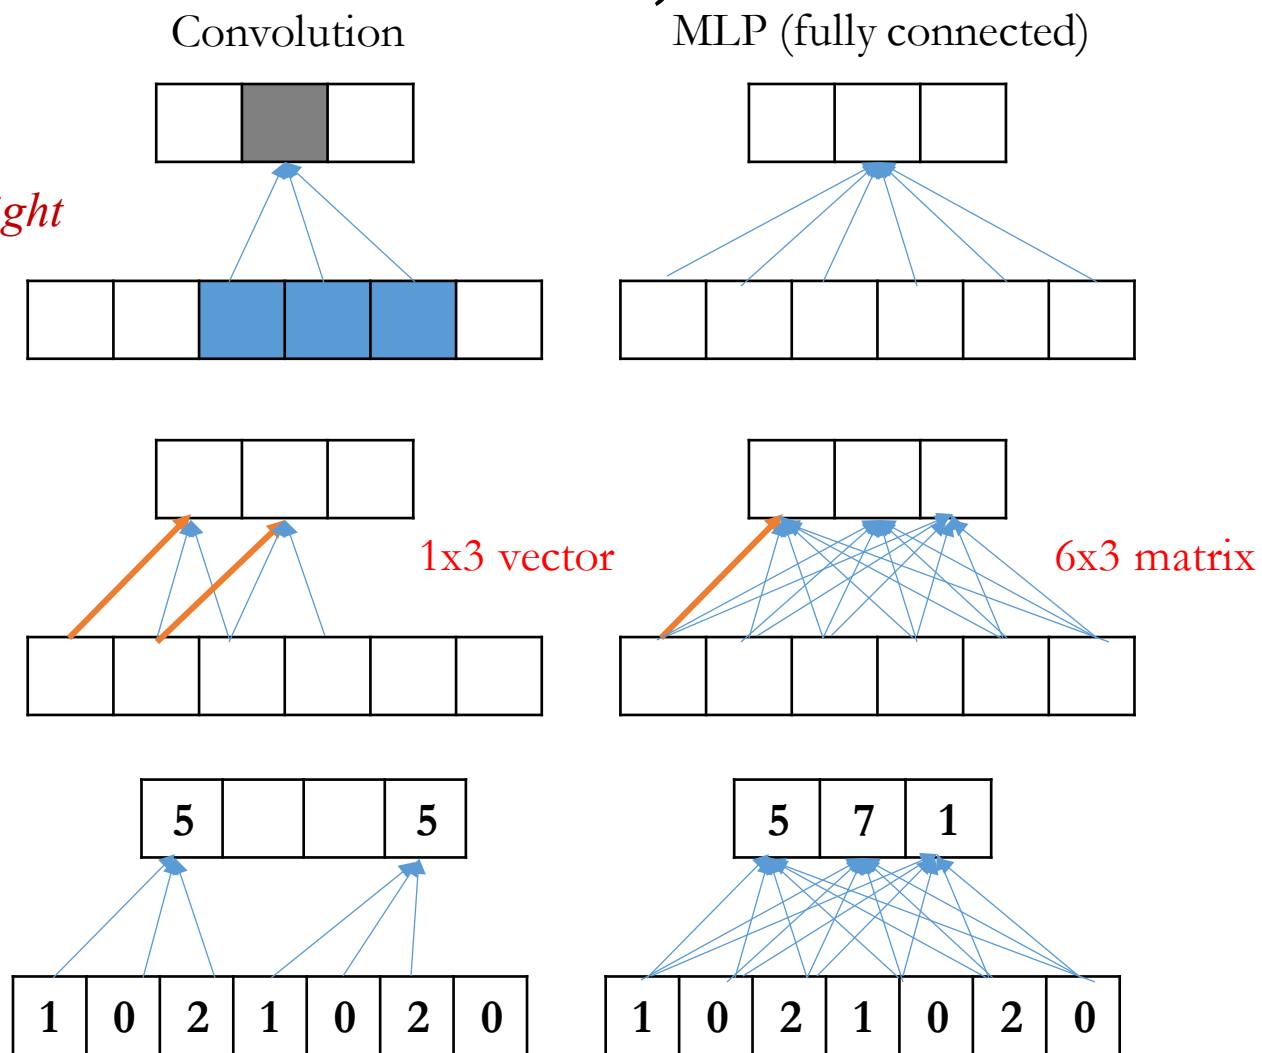 Convolution
MLP (fully connected)
ght
1x3 vector
6x3 matrix
5 5
5 7 1
1 0 2 1 0 2 0
1 0 2 1 0 2 0